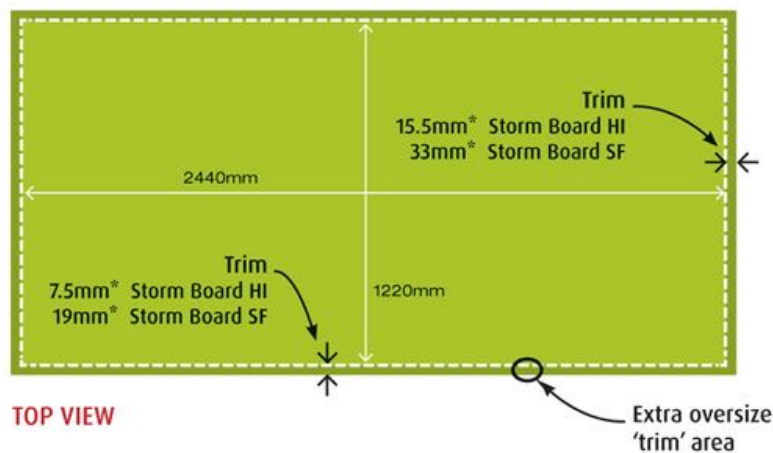 Trim
15.5mm* Storm Board HI
33mm* Storm Board SF
2440mm
Trim
7.5mm* Storm Board HI
19mm* Storm Board SF
1220mm
TOP VIEW
Extra oversize
‘trim’ area